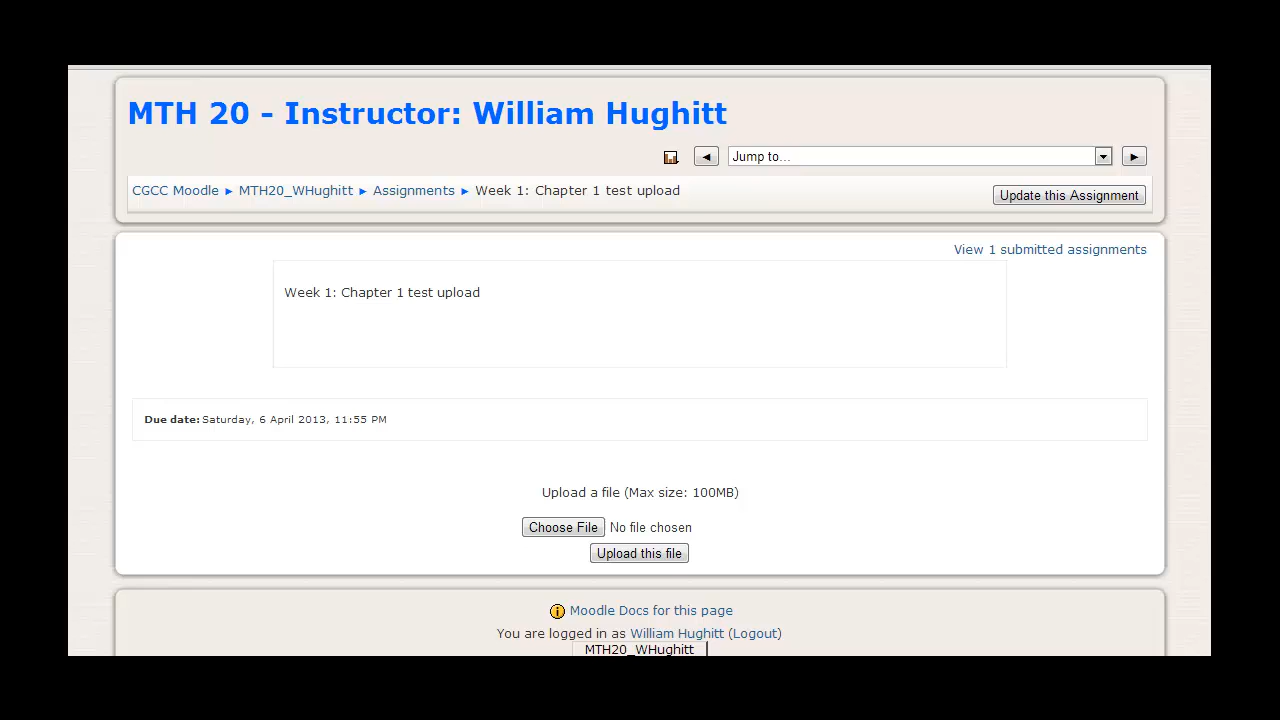 MTH 20 - Instructor: William Hughitt
Jump to...
CGCC Moodle ► MTH20_WHughitt ► Assignments ► Week 1: Chapter 1 test upload
Update this Assignment
View 1 submitted assignments
Week 1: Chapter 1 test upload
Due date: Saturday, 6 April 2013, 11:55 PM
Upload a file (Max size: 100MB)
Choose File No file chosen
Upload this file
Moodle Docs for this page
You are logged in as William Hughitt (Logout)
MTH20_WHughitt